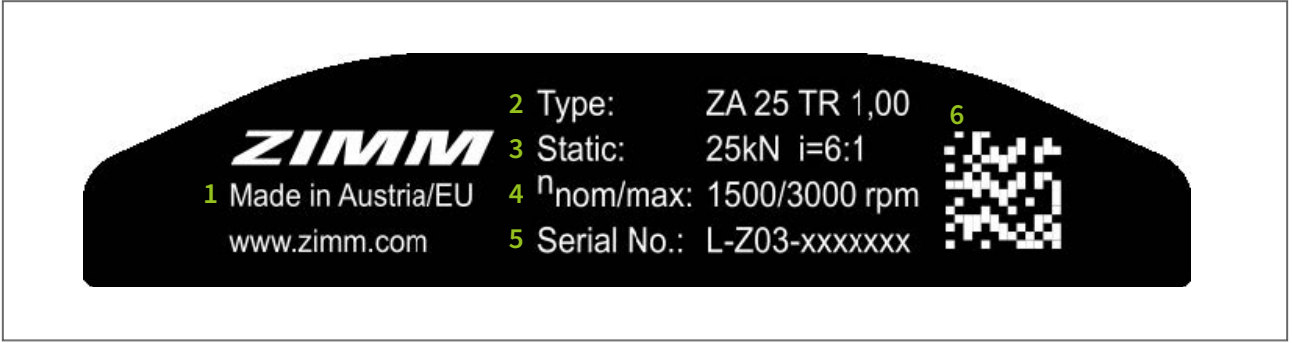 ZIMM
1 Made in Austria/EU
www.zimm.com
2 Type: ZA 25 TR 1,00
3 Static: 25kN i=6:1
4 nnom/max: 1500/3000 rpm
5 Serial No.: L-Z03-xxxxxxx
6